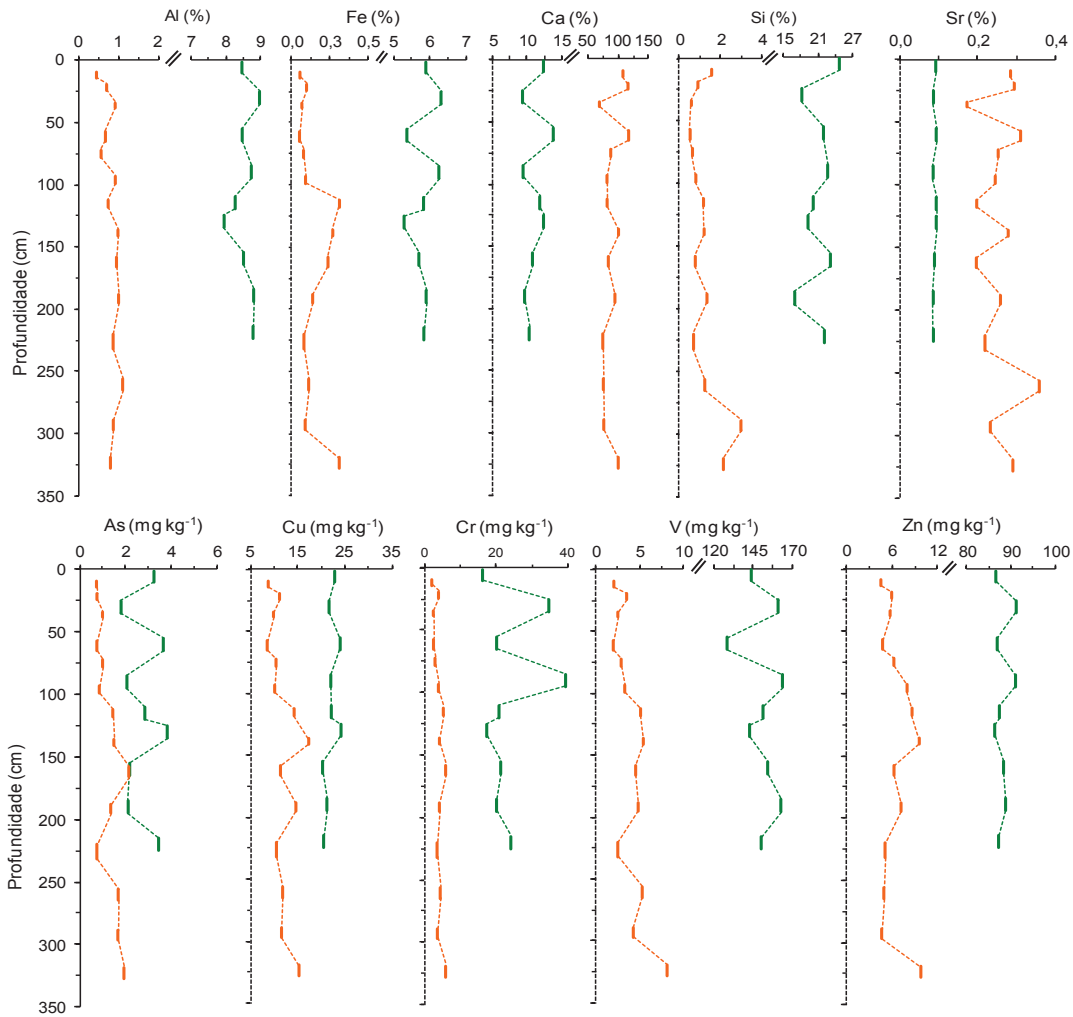 Al (%) Fe (%) Ca (%) Si (%) Sr (%)
0 1 2 7 8 9 0,0 0,3 0,5 5 6 7 5 10 15 50 100 150 0 2 4 15 21 27 0,0 0,2 0,4
0
50
100
150
200
250
300
350
Profundidade (cm)
As (mg kg-1) Cu (mg kg-1) Cr (mg kg-1) V (mg kg-1) Zn (mg kg-1)
0 2 4 6 5 15 25 35 0 20 40 0 5 10 120 145 170 0 6 12 80 90 100
0
50
100
150
200
250
300
350
Profundidade (cm)